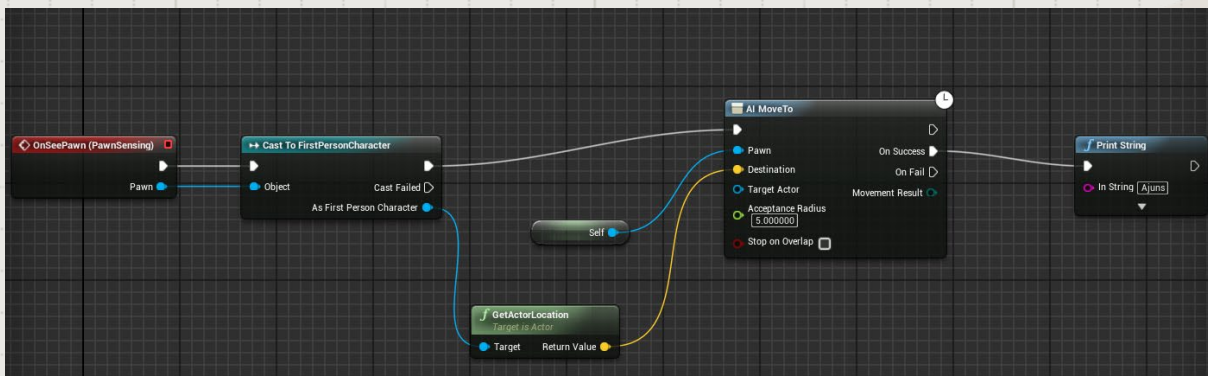 OnSeePawn (PawnSensing)
Pawn
Cast To FirstPersonCharacter
Object
Cast Failed
As First Person Character
Self
GetActorLocation
Target is Actor
Target
Return Value
AI MoveTo
Pawn
On Success
Destination
On Fail
Target Actor
Movement Result
Acceptance Radius
5.000000
Stop on Overlap
Print String
In String Ajuns